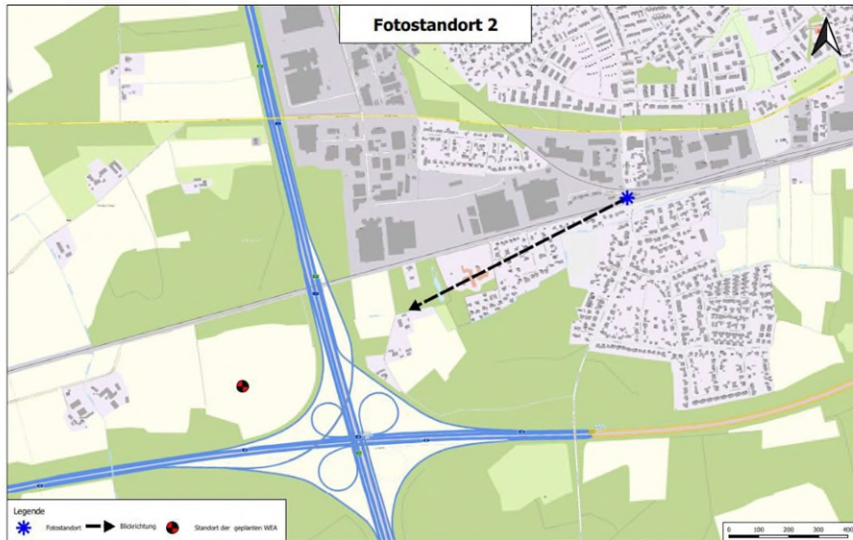 Fotostandort 2
Legende
Fotostandort
Blickrichtung
Standort der geplanten WEA
0 100 200 300 400